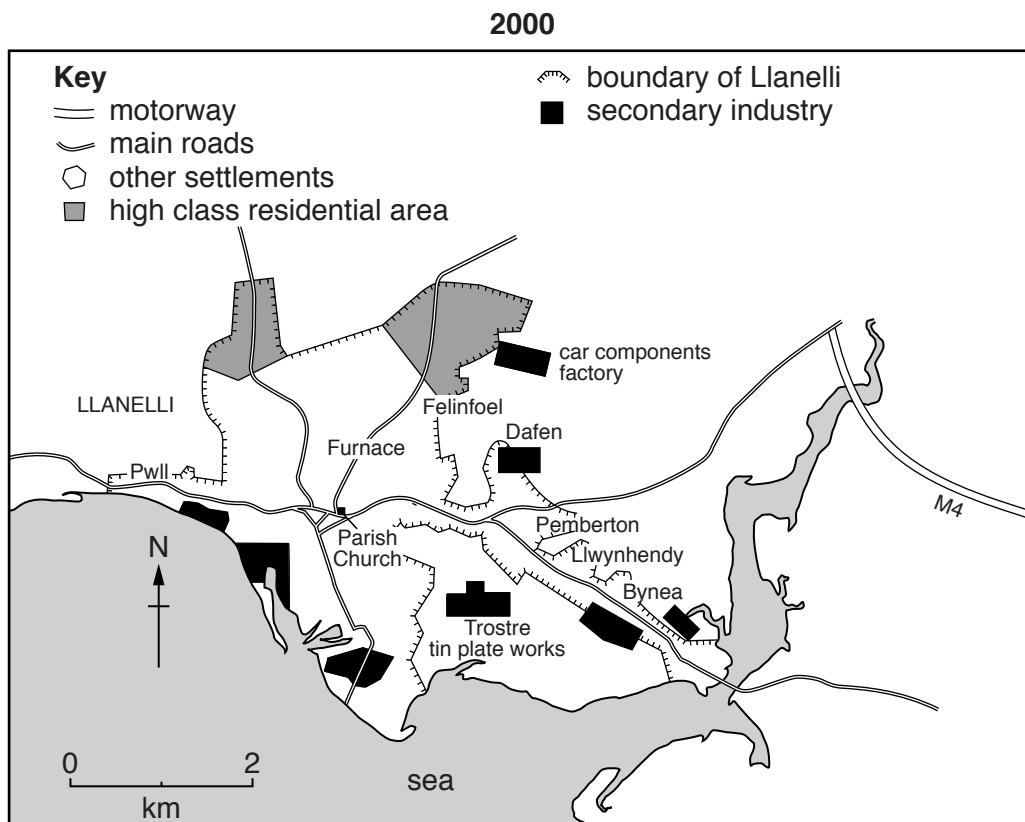 2000
Key
motorway
main roads
other settlements
high class residential area
boundary of Llanelli
secondary industry
car components
factory
LLANELLI
Felinfoel
Dafen
Furnace
Pwll
M4
Parish
Church
Pemberton
Llwynhendy
Bynea
N
Trostre
tin plate works
0 2
km
sea